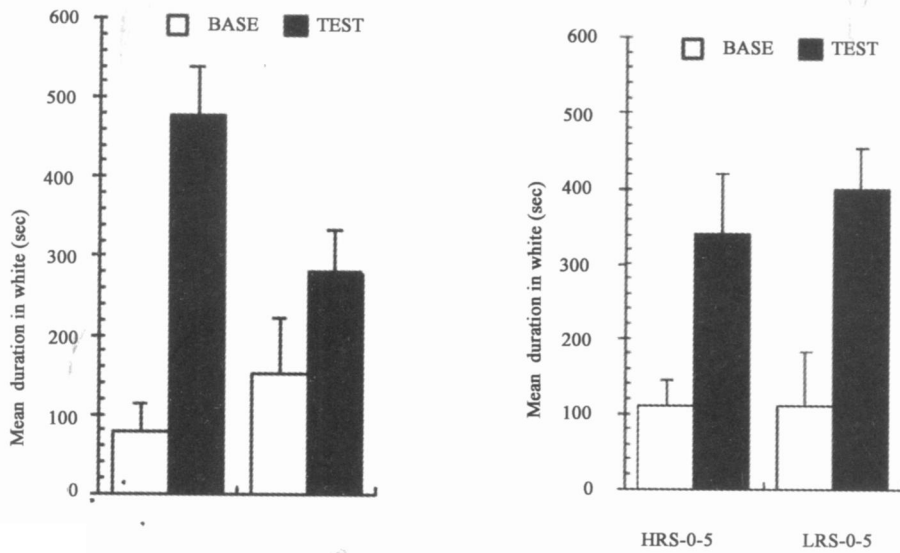 600
500
400
300
200
100
0
Mean duration in white (sec)
BASE TEST
600
500
400
300
200
100
0
Mean duration in white (sec)
BASE TEST
HRS-0-5 LRS-0-5